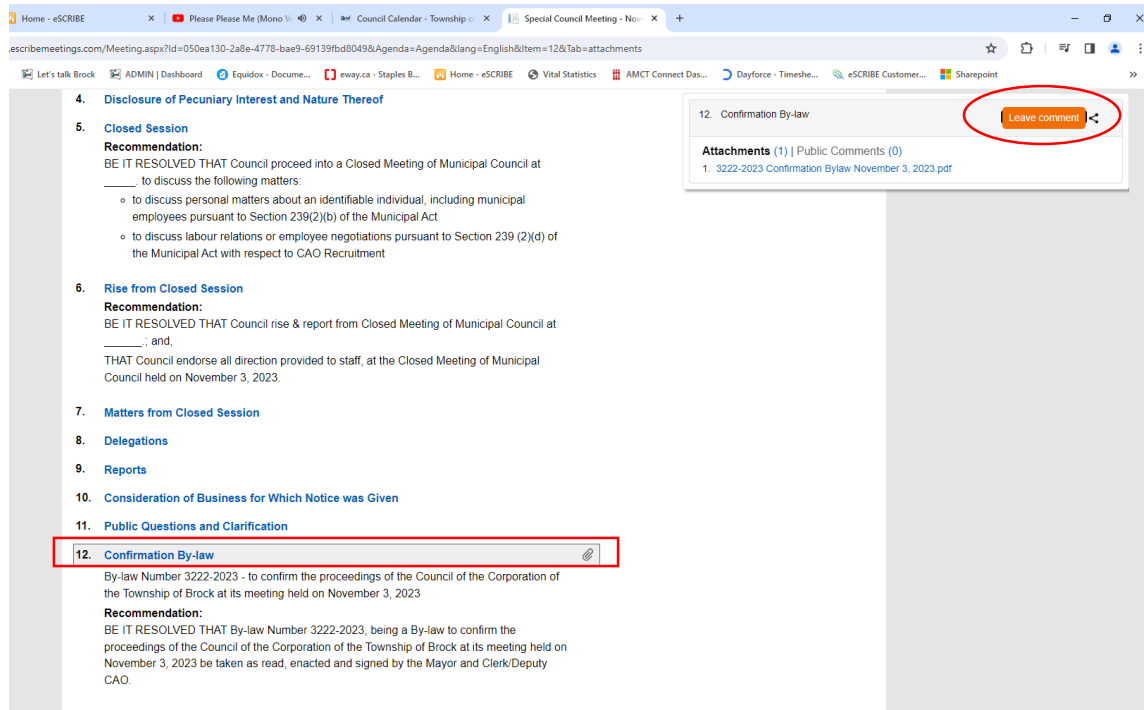 Home - eSCRIBE
Please Please Me (Mono V
Council Calendar - Township o
Special Council Meeting - Nov
.escribemeetings.com/Meeting.aspx?Id=050ea130-2a8e-4778-bae9-69139fbd8049&Agenda=Agenda&lang=English&Item=12&Tab=attachments
Let's talk Brock
ADMIN | Dashboard
Equidox - Docume...
eway.ca - Staples B...
Home - eSCRIBE
Vital Statistics
AMCT Connect Das...
Dayforce - Timeshe...
eSCRIBE Customer...
Sharepoint
4. Disclosure of Pecuniary Interest and Nature Thereof
5. Closed Session
Recommendation:
BE IT RESOLVED THAT Council proceed into a Closed Meeting of Municipal Council at
_____. to discuss the following matters:
to discuss personal matters about an identifiable individual, including municipal
employees pursuant to Section 239(2)(b) of the Municipal Act
to discuss labour relations or employee negotiations pursuant to Section 239 (2)(d) of
the Municipal Act with respect to CAO Recruitment
6. Rise from Closed Session
Recommendation:
BE IT RESOLVED THAT Council rise & report from Closed Meeting of Municipal Council at
______.; and,
THAT Council endorse all direction provided to staff, at the Closed Meeting of Municipal
Council held on November 3, 2023.
7. Matters from Closed Session
8. Delegations
9. Reports
10. Consideration of Business for Which Notice was Given
11. Public Questions and Clarification
12. Confirmation By-law
By-law Number 3222-2023 - to confirm the proceedings of the Council of the Corporation of
the Township of Brock at its meeting held on November 3, 2023
Recommendation:
BE IT RESOLVED THAT By-law Number 3222-2023, being a By-law to confirm the
proceedings of the Council of the Corporation of the Township of Brock at its meeting held on
November 3, 2023 be taken as read, enacted and signed by the Mayor and Clerk/Deputy
CAO.
12. Confirmation By-law
Leave comment
Attachments (1) | Public Comments (0)
1. 3222-2023 Confirmation Bylaw November 3, 2023.pdf